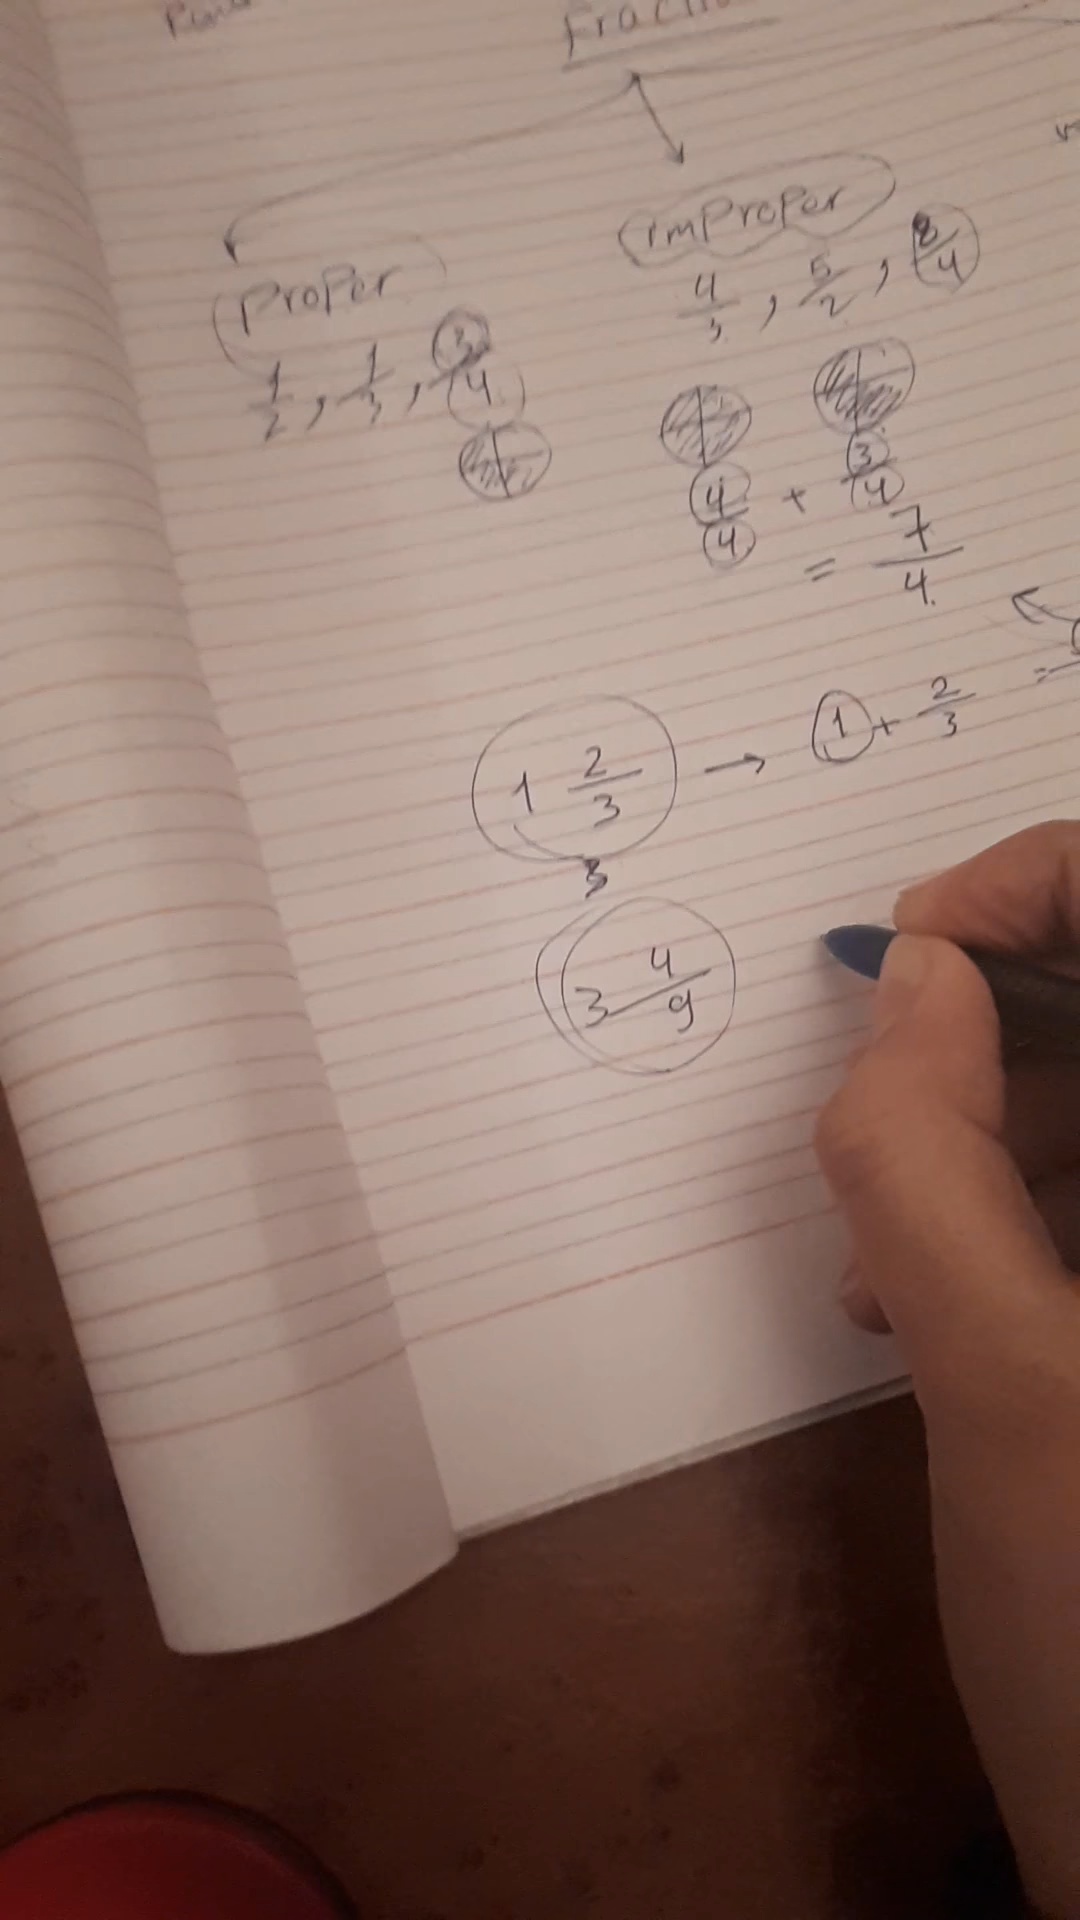 Proper
improper
1/2, 1/3, 3/4
4/3, 5/2, 8/4
4/4 + 3/4
= 7/4.
1 2/3 → 1 + 2/3 =
3
3 4/9